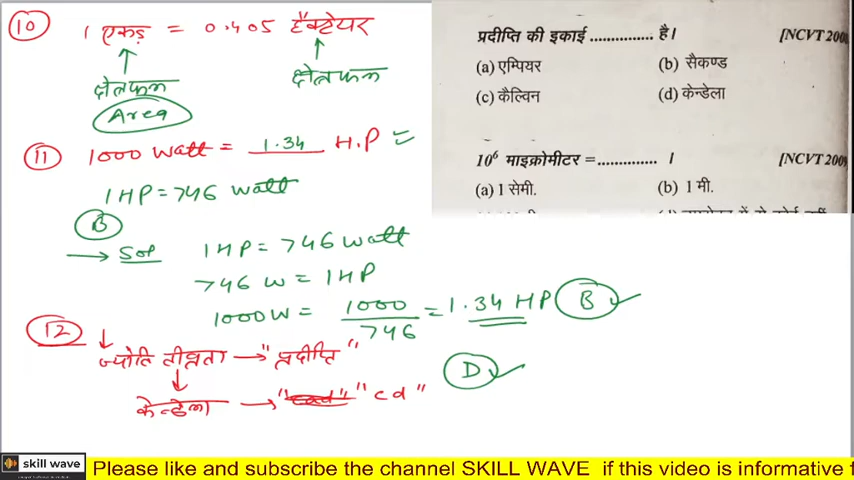 10 1 एकड़ = 0.405 हैक्टेयर
क्षेत्रफल क्षेत्रफल
Area
11 1000 watt = 1.34 H.P
1HP = 746 watt
B
→ Sol 1HP = 746 watt
746 W = 1HP
1000W = 1000/746 = 1.34 HP B
12
ज्योति तीव्रता → "प्रदीप्ति"
D
केन्डेला → "cd"
प्रदीप्ति की इकाई ............... है। [NCVT 200
(a) एम्पियर (b) सैकण्ड
(c) कैल्विन (d) केन्डेला
10⁶ माइक्रोमीटर = .............. । [NCVT 2009
(a) 1 सेमी. (b) 1 मी.
skill wave
Please like and subscribe the channel SKILL WAVE if this video is informative f